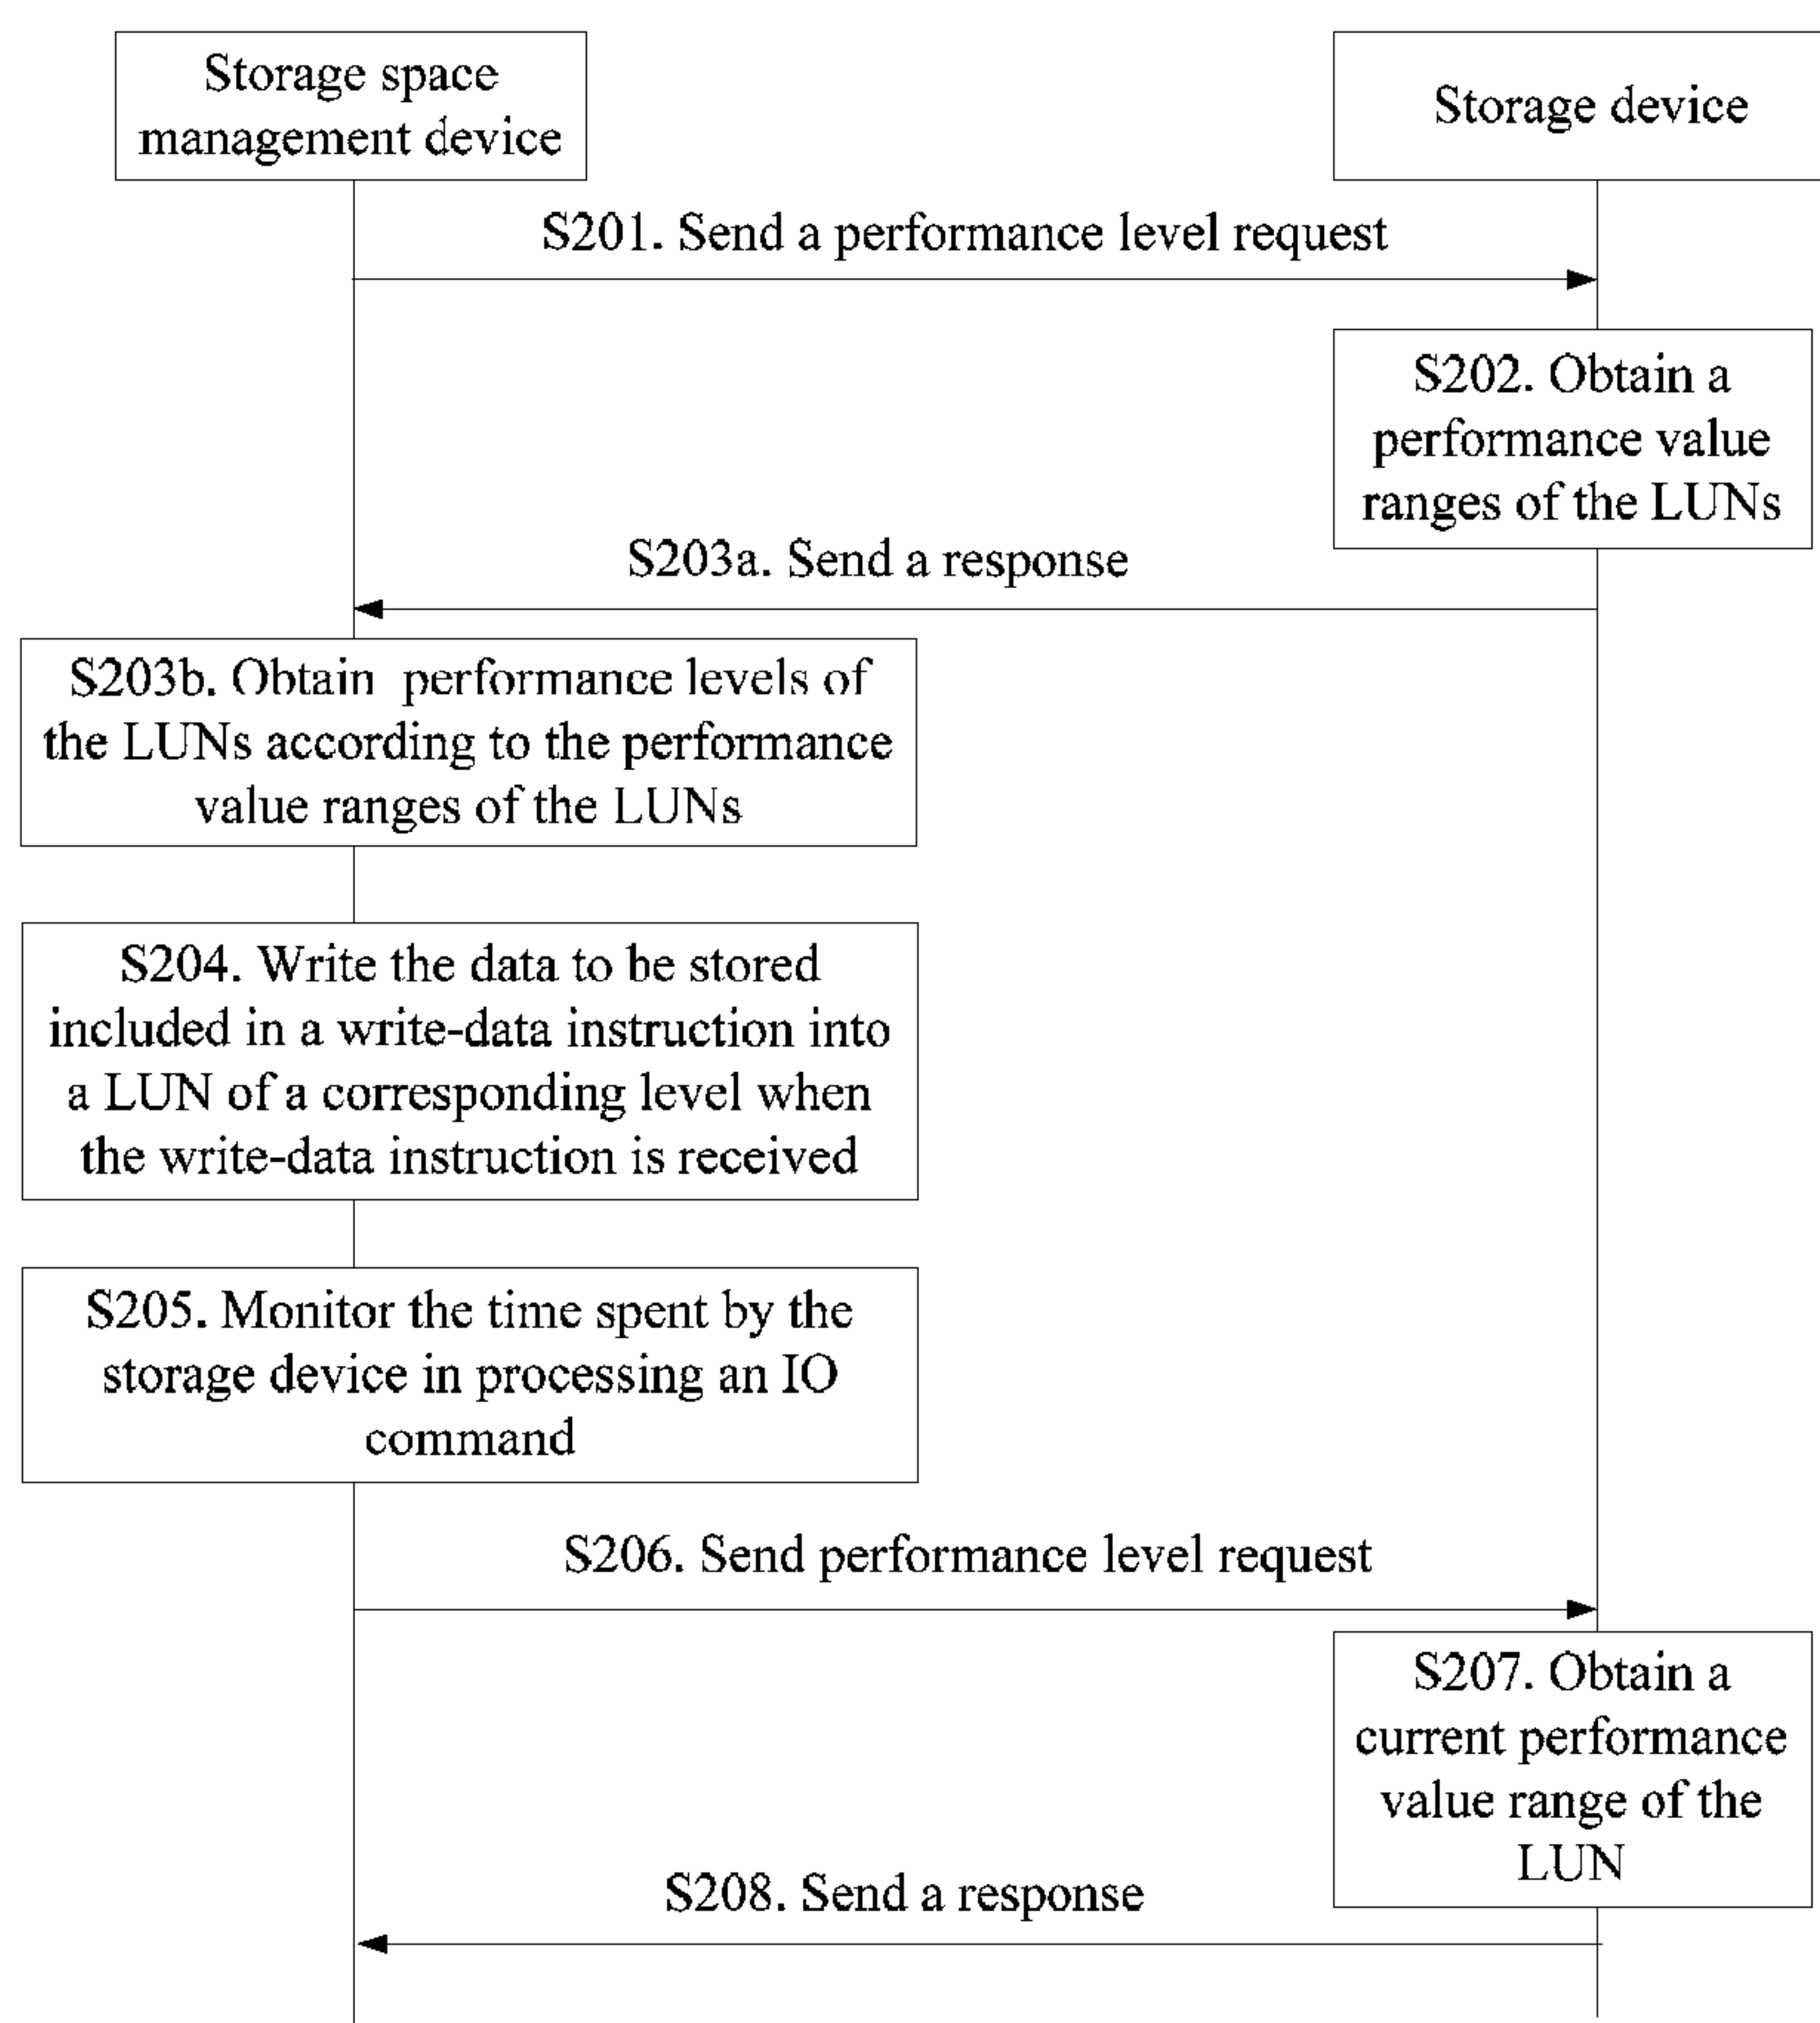 Storage space
management device
Storage device
S201. Send a performance level request
S202. Obtain a
performance value
ranges of the LUNs
S203a. Send a response
S203b. Obtain performance levels of
the LUNs according to the performance
value ranges of the LUNs
S204. Write the data to be stored
included in a write-data instruction into
a LUN of a corresponding level when
the write-data instruction is received
S205. Monitor the time spent by the
storage device in processing an IO
command
S206. Send performance level request
S207. Obtain a
current performance
value range of the
LUN
S208. Send a response